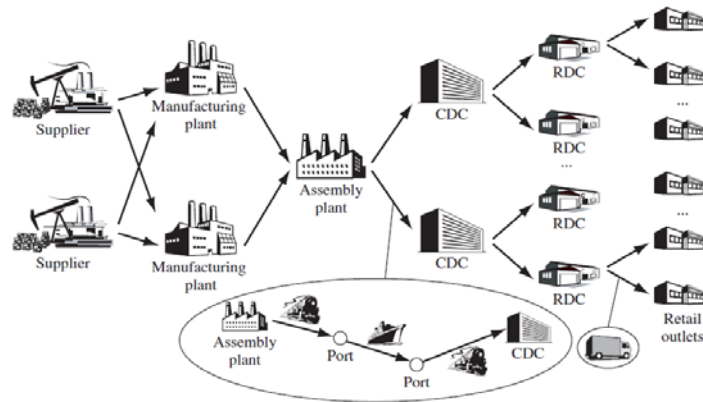 RDC
Supplier
Manufacturing
plant
CDC
RDC
...
...
Assembly
plant
RDC
...
Supplier
Manufacturing
plant
CDC
RDC
Assembly
plant
Port
Port
CDC
Retail
outlets